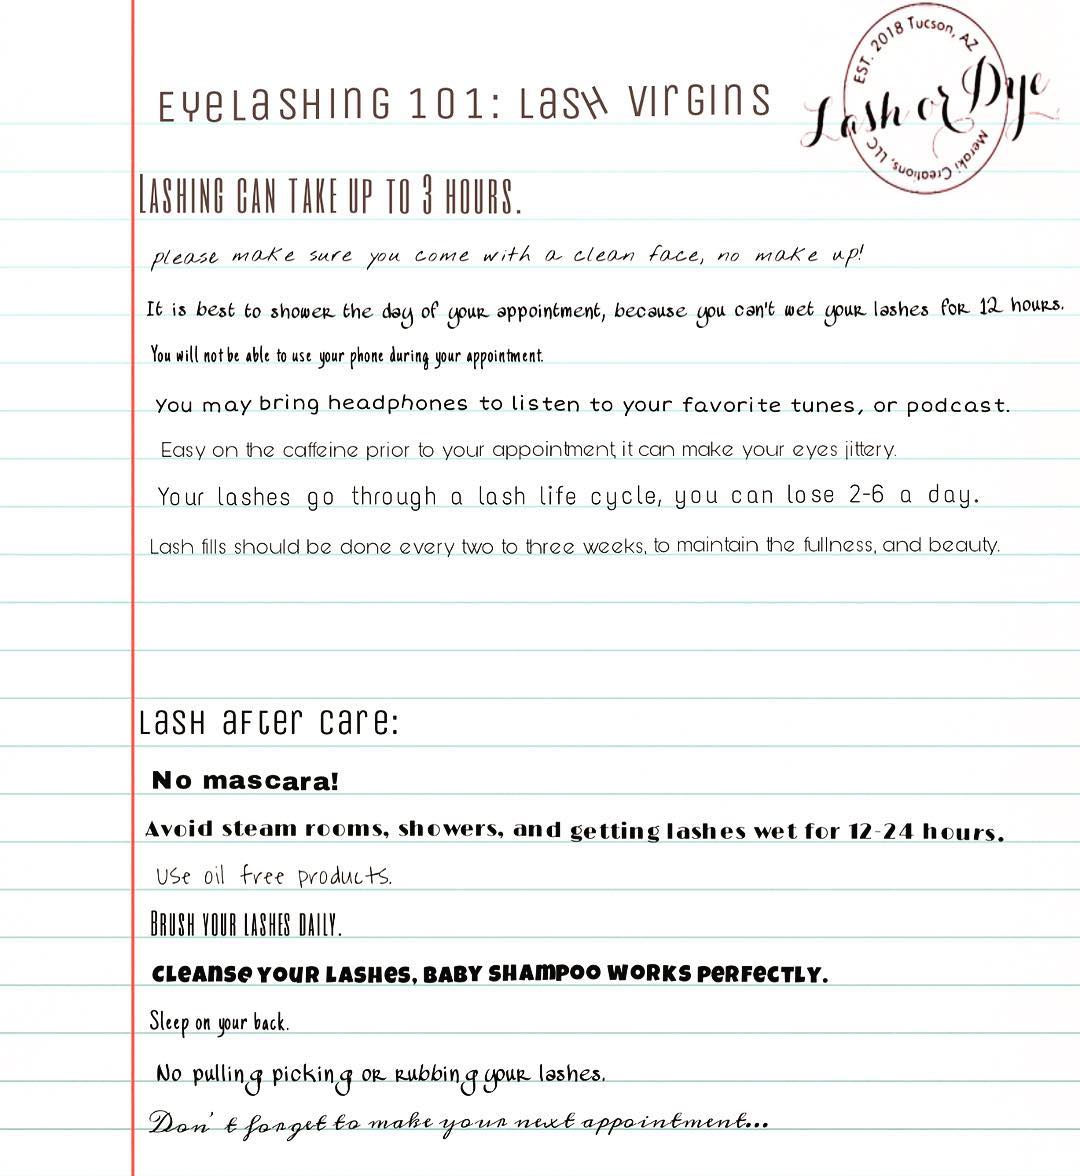 EST. 2018 Tucson, AZ
Lash or Dye
Meraki Creations, LLC
Eyelashing 101: Lash Virgins
Lashing can take up to 3 hours.
please make sure you come with a clean face, no make up!
It is best to shower the day of your appointment, because you can't wet your lashes for 12 hours.
You will not be able to use your phone during your appointment.
You may bring headphones to listen to your favorite tunes, or podcast.
Easy on the caffeine prior to your appointment, it can make your eyes jittery.
Your lashes go through a lash life cycle, you can lose 2-6 a day.
Lash fills should be done every two to three weeks, to maintain the fullness, and beauty.
Lash after care:
No mascara!
Avoid steam rooms, showers, and getting lashes wet for 12-24 hours.
Use oil free products.
Brush your lashes daily.
Cleanse your lashes, baby shampoo works perfectly.
Sleep on your back.
No pulling picking or rubbing your lashes.
Don't forget to make your next appointment...